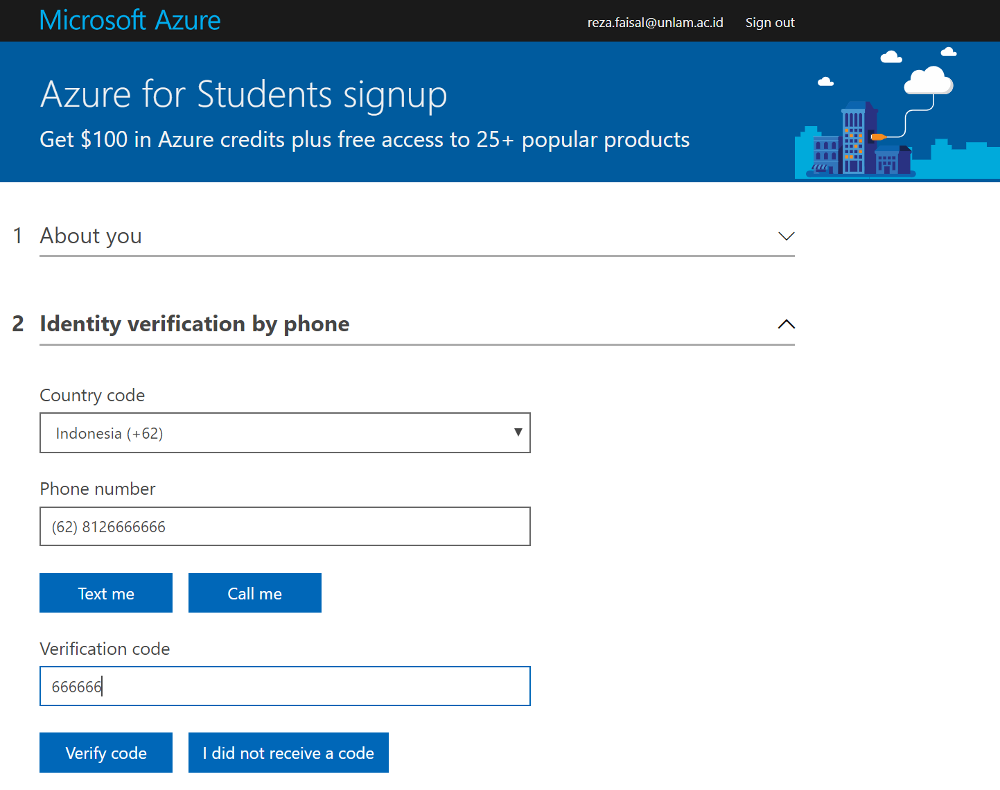 Microsoft Azure
reza.faisal@unlam.ac.id Sign out
Azure for Students signup
Get $100 in Azure credits plus free access to 25+ popular products
1 About you
2 Identity verification by phone
Country code
Indonesia (+62)
Phone number
(62) 8126666666
Text me Call me
Verification code
666666
Verify code I did not receive a code